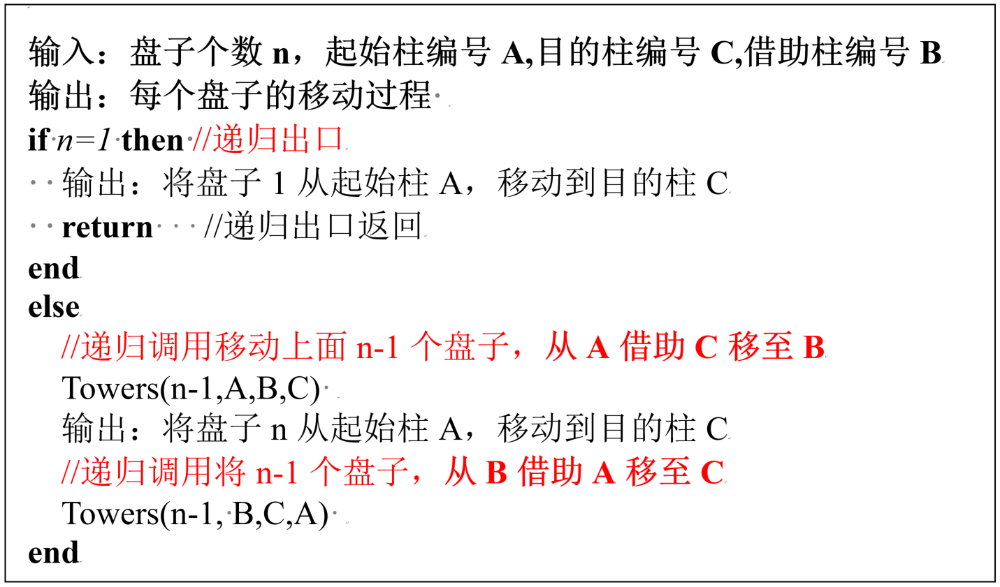 输入：盘子个数 n，起始柱编号 A,目的柱编号 C,借助柱编号 B
输出：每个盘子的移动过程
if n=1 then //递归出口
输出：将盘子 1 从起始柱 A，移动到目的柱 C
return //递归出口返回
end
else
//递归调用移动上面 n-1 个盘子，从 A 借助 C 移至 B
Towers(n-1,A,B,C)
输出：将盘子 n 从起始柱 A，移动到目的柱 C
//递归调用将 n-1 个盘子，从 B 借助 A 移至 C
Towers(n-1, B,C,A)
end